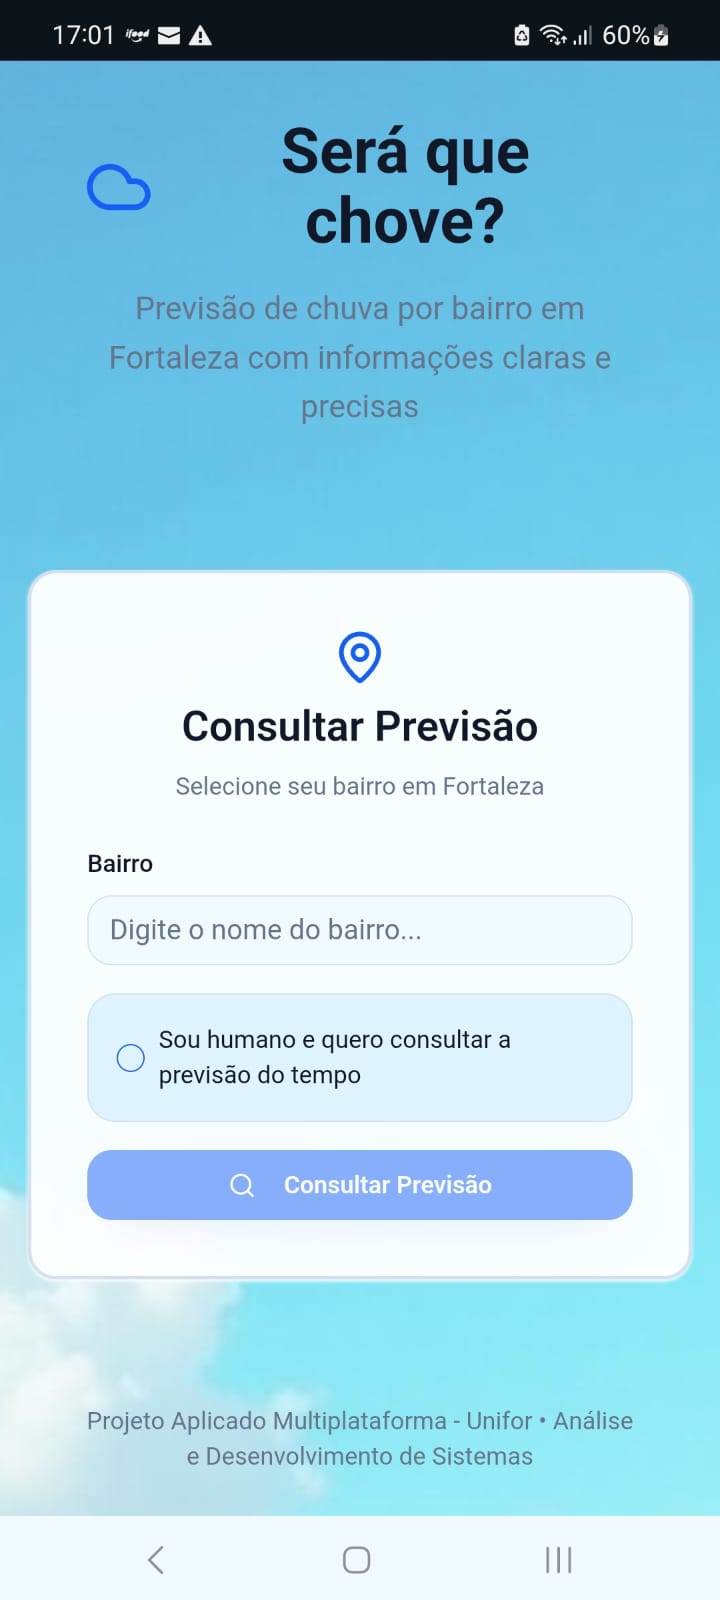 17:01 ifood 60%
Será que
chove?
Previsão de chuva por bairro em
Fortaleza com informações claras e
precisas
Consultar Previsão
Selecione seu bairro em Fortaleza
Bairro
Digite o nome do bairro...
Sou humano e quero consultar a
previsão do tempo
Consultar Previsão
Projeto Aplicado Multiplataforma - Unifor • Análise
e Desenvolvimento de Sistemas